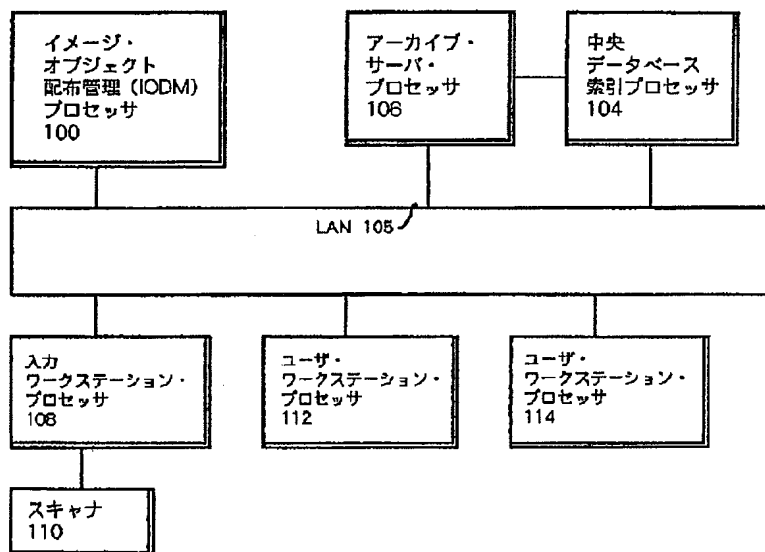 イメージ・
オブジェクト
配布管理 (IODM)
プロセッサ
100
アーカイブ・
サーバ・
プロセッサ
106
中央
データベース
索引プロセッサ
104
LAN 105
入力
ワークステーション・
プロセッサ
108
ユーザ・
ワークステーション・
プロセッサ
112
ユーザ・
ワークステーション・
プロセッサ
114
スキャナ
110